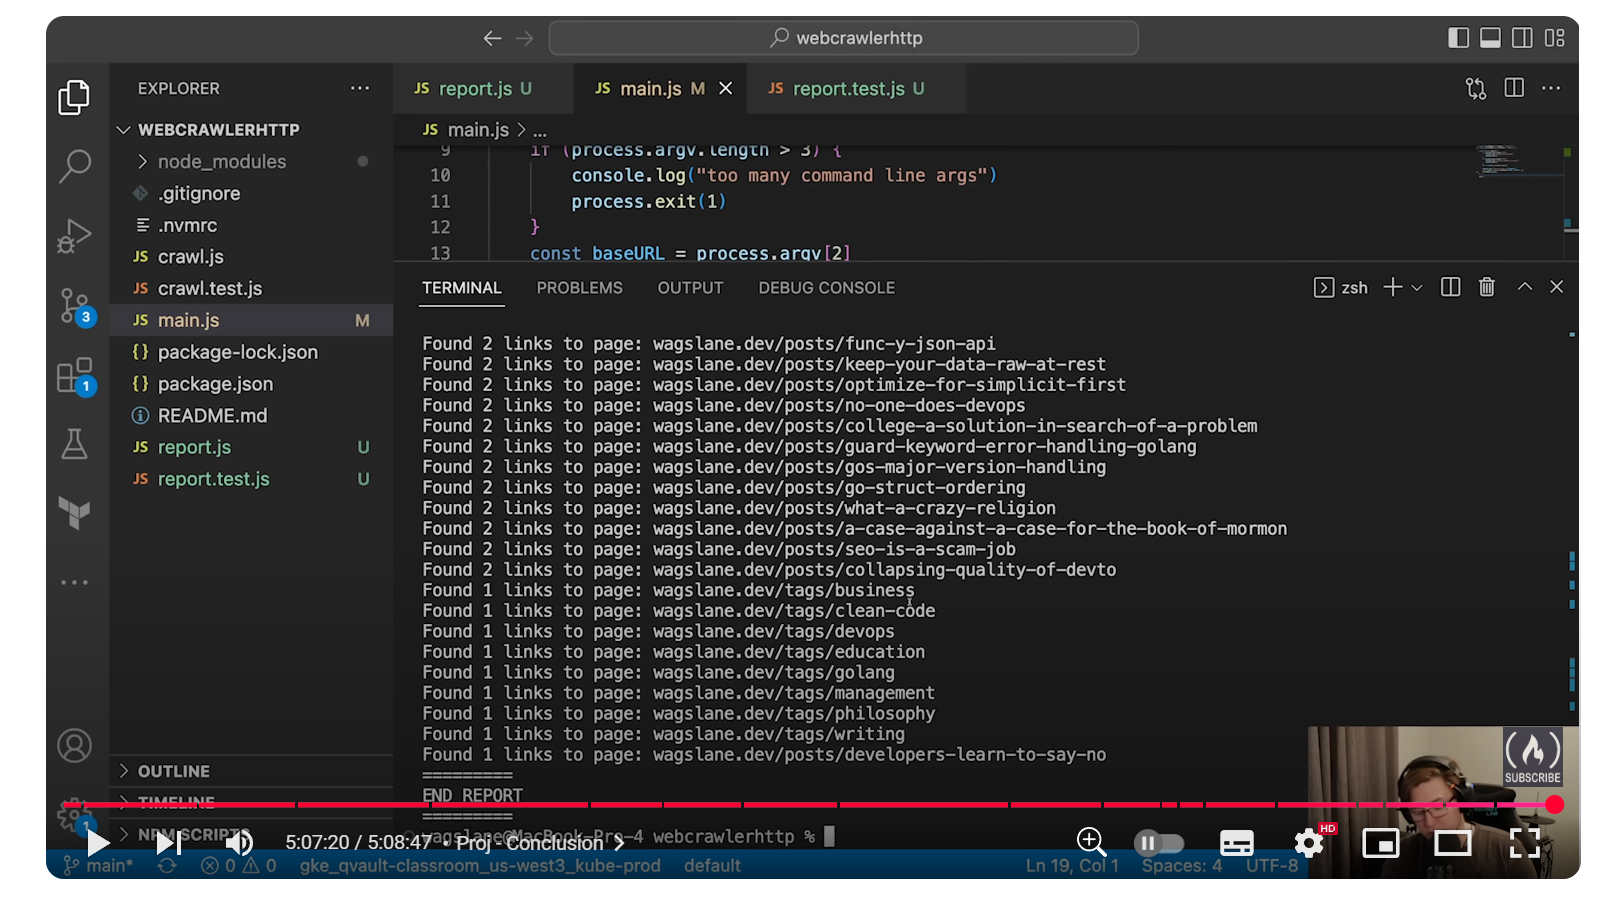 webcrawlerhttp
EXPLORER
JS report.js U
JS main.js M
JS report.test.js U
WEBCRAWLERHTTP
JS main.js > ...
node_modules
.gitignore
.nvmrc
JS crawl.js
JS crawl.test.js
JS main.js M
{} package-lock.json
{} package.json
README.md
JS report.js U
JS report.test.js U
3
1
9 if (process.argv.length > 3) {
10 console.log("too many command line args")
11 process.exit(1)
12 }
13 const baseURL = process.argv[2]
TERMINAL PROBLEMS OUTPUT DEBUG CONSOLE
zsh
Found 2 links to page: wagslane.dev/posts/func-y-json-api
Found 2 links to page: wagslane.dev/posts/keep-your-data-raw-at-rest
Found 2 links to page: wagslane.dev/posts/optimize-for-simplicit-first
Found 2 links to page: wagslane.dev/posts/no-one-does-devops
Found 2 links to page: wagslane.dev/posts/college-a-solution-in-search-of-a-problem
Found 2 links to page: wagslane.dev/posts/guard-keyword-error-handling-golang
Found 2 links to page: wagslane.dev/posts/gos-major-version-handling
Found 2 links to page: wagslane.dev/posts/go-struct-ordering
Found 2 links to page: wagslane.dev/posts/what-a-crazy-religion
Found 2 links to page: wagslane.dev/posts/a-case-against-a-case-for-the-book-of-mormon
Found 2 links to page: wagslane.dev/posts/seo-is-a-scam-job
Found 2 links to page: wagslane.dev/posts/collapsing-quality-of-devto
Found 1 links to page: wagslane.dev/tags/business
Found 1 links to page: wagslane.dev/tags/clean-code
Found 1 links to page: wagslane.dev/tags/devops
Found 1 links to page: wagslane.dev/tags/education
Found 1 links to page: wagslane.dev/tags/golang
Found 1 links to page: wagslane.dev/tags/management
Found 1 links to page: wagslane.dev/tags/philosophy
Found 1 links to page: wagslane.dev/tags/writing
Found 1 links to page: wagslane.dev/posts/developers-learn-to-say-no
=========
END REPORT
=========
wagslane@MacBook-Pro-4 webcrawlerhttp %
OUTLINE
TIMELINE
NPM SCRIPTS
1
SUBSCRIBE
5:07:20 / 5:08:47 • Proj - Conclusion >
HD
main* 0 0 gke_qvault-classroom_us-west3_kube-prod default
Ln 19, Col 1 Spaces: 4 UTF-8